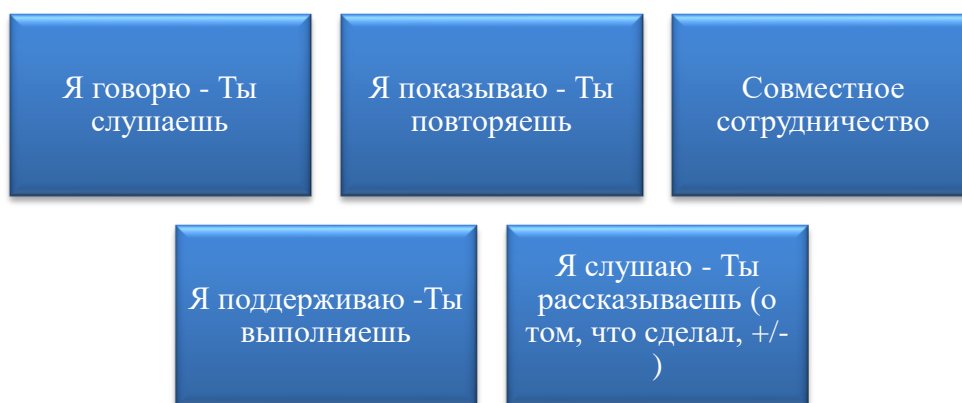 Я говорю - Ты
слушаешь
Я показываю - Ты
повторяешь
Совместное
сотрудничество
Я поддерживаю -Ты
выполняешь
Я слушаю - Ты
рассказываешь (о
том, что сделал, +/-
)